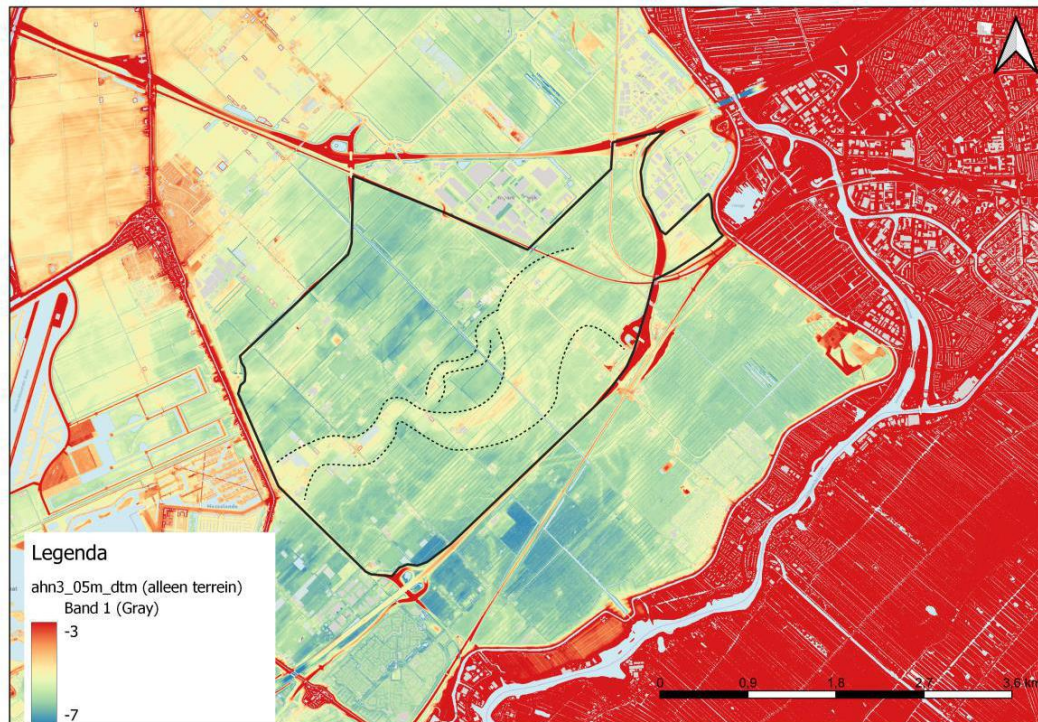 Legenda
ahn3_05m_dtm (alleen terrein)
Band 1 (Gray)
-3
-7
0
0.9
1.8
2.7
3.6 km